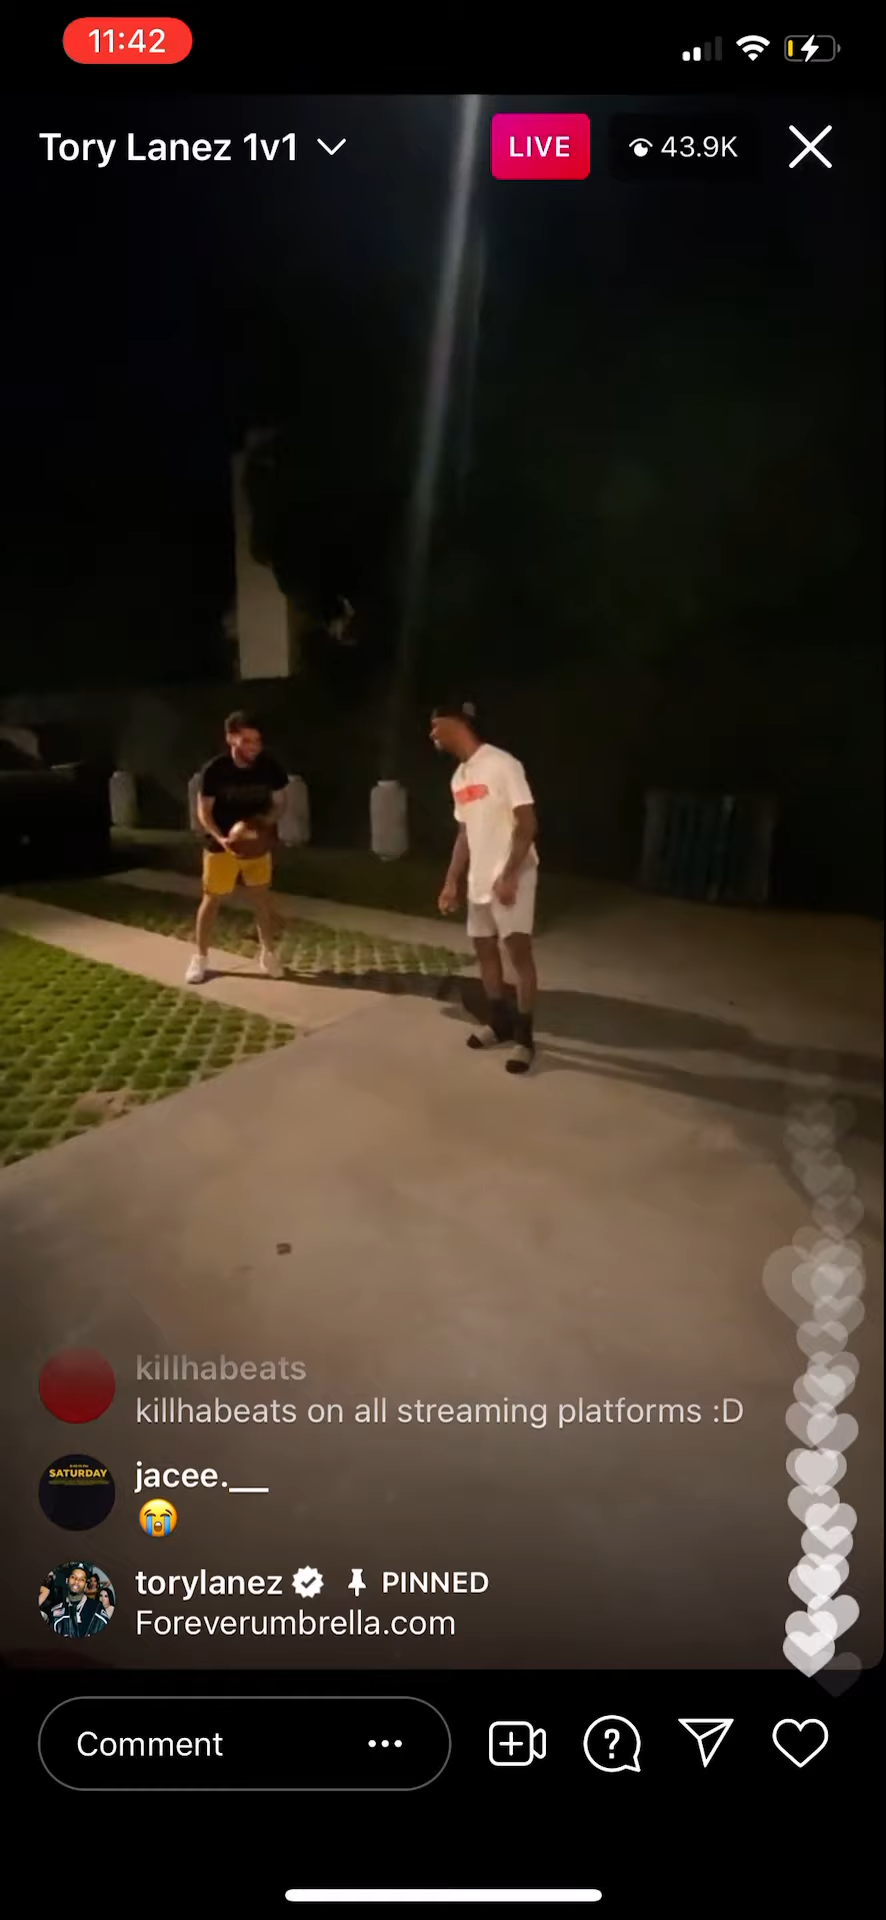 11:42
Tory Lanez 1v1
LIVE
43.9K
killhabeats
killhabeats on all streaming platforms :D
SATURDAY
jacee.__
😭
torylanez PINNED
Foreverumbrella.com
Comment